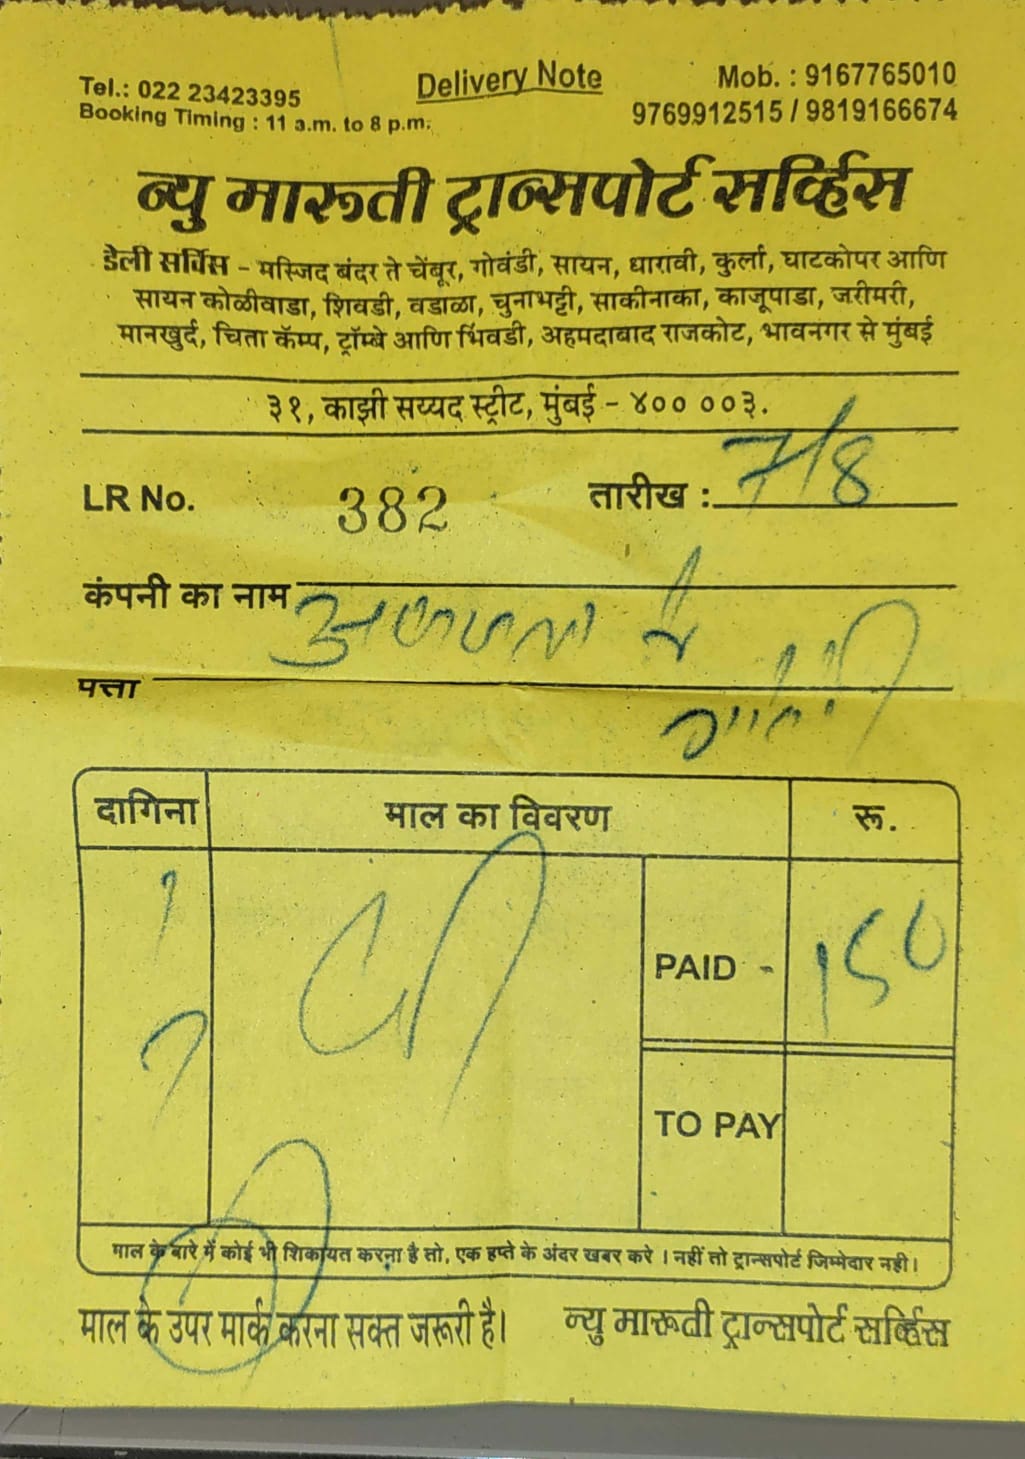 Tel.: 022 23423395
Booking Timing : 11 a.m. to 8 p.m.
Delivery Note
Mob. : 9167765010
9769912515 / 9819166674
न्यु मारूती ट्रान्सपोर्ट सर्व्हिस
डेली सर्विस - मस्जिद बंदर ते चेंबूर, गोवंडी, सायन, धारावी, कुर्ला, घाटकोपर आणि
सायन कोळीवाडा, शिवडी, वडाळा, चुनाभट्टी, साकीनाका, काजूपाडा, जरीमरी,
मानखुर्द, चिता कॅम्प, ट्रॉम्बे आणि भिंवडी, अहमदाबाद राजकोट, भावनगर से मुंबई
३१, काझी सय्यद स्ट्रीट, मुंबई - ४०० ००३.
LR No. 382 तारीख : 7/8
कंपनी का नाम
पत्ता
दागिना माल का विवरण रू.
PAID - 150
TO PAY
माल के बारे में कोई भी शिकायत करना है तो, एक हप्ते के अंदर खबर करे । नहीं तो ट्रान्सपोर्ट जिम्मेदार नही।
माल के उपर मार्क करना सक्त जरूरी है। न्यु मारूती ट्रान्सपोर्ट सर्व्हिस